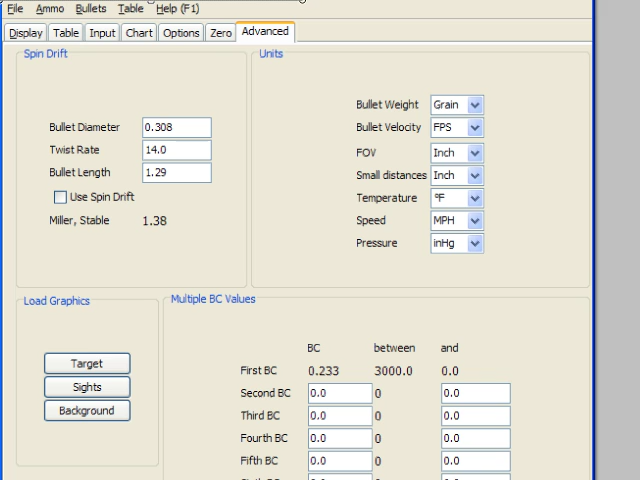 File Ammo Bullets Table Help (F1)
Display Table Input Chart Options Zero Advanced
Spin Drift
Bullet Diameter 0.308
Twist Rate 14.0
Bullet Length 1.29
Use Spin Drift
Miller, Stable 1.38
Units
Bullet Weight Grain
Bullet Velocity FPS
FOV Inch
Small distances Inch
Temperature °F
Speed MPH
Pressure inHg
Load Graphics
Target
Sights
Background
Multiple BC Values
BC between and
First BC 0.233 3000.0 0.0
Second BC 0.0 0 0.0
Third BC 0.0 0 0.0
Fourth BC 0.0 0 0.0
Fifth BC 0.0 0 0.0